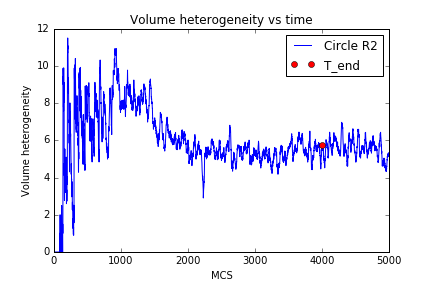 Volume heterogeneity vs time
12
10
8
6
4
2
0
Volume heterogeneity
Circle R2
T_end
0 1000 2000 3000 4000 5000
MCS